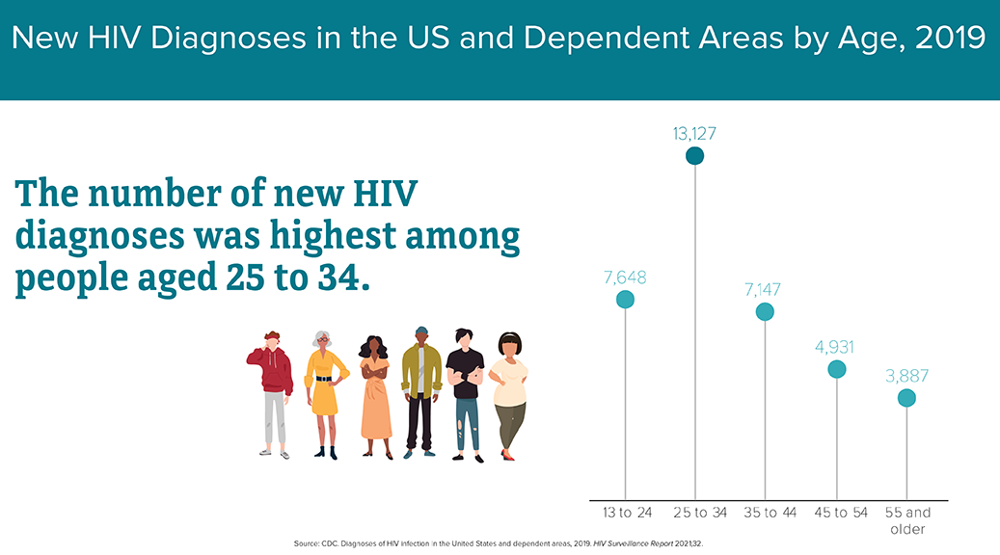 New HIV Diagnoses in the US and Dependent Areas by Age, 2019
The number of new HIV
diagnoses was highest among
people aged 25 to 34.
13,127
7,648
7,147
4,931
3,887
13 to 24
25 to 34
35 to 44
45 to 54
55 and
older
Source: CDC. Diagnoses of HIV infection in the United States and dependent areas, 2019. HIV Surveillance Report 2021;32.